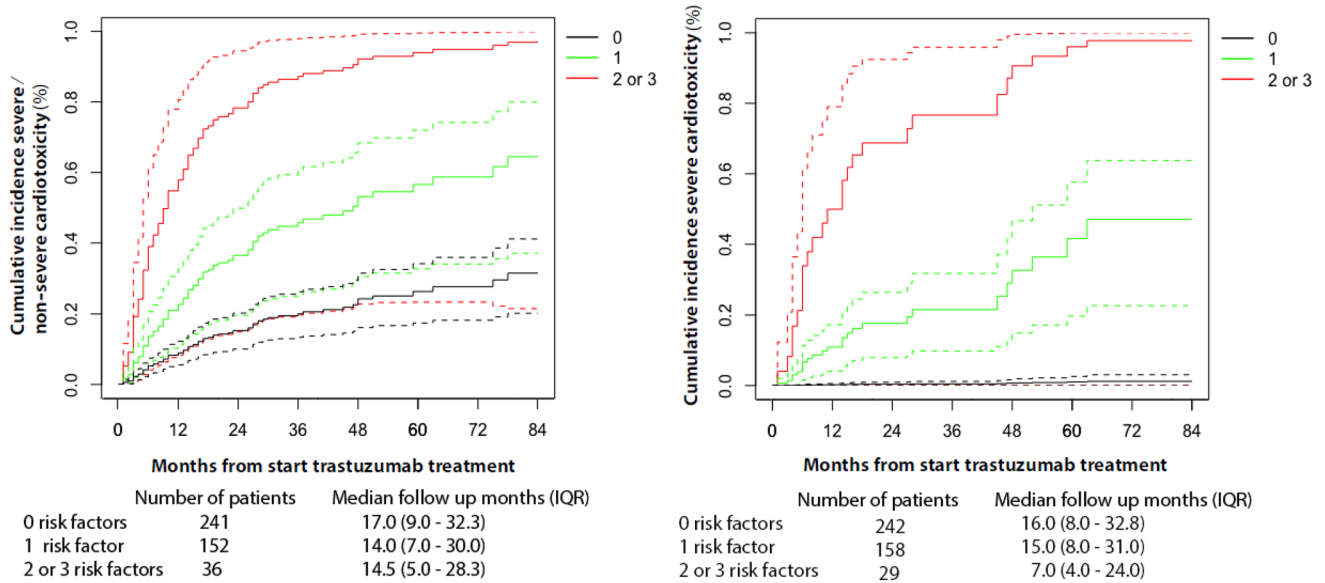 Cumulative incidence severe/
non-severe cardiotoxicity (%)
1.0
0.8
0.6
0.4
0.2
0.0
0
1
2 or 3
0 12 24 36 48 60 72 84
Months from start trastuzumab treatment
Number of patients Median follow up months (IQR)
0 risk factors 241 17.0 (9.0 - 32.3)
1 risk factor 152 14.0 (7.0 - 30.0)
2 or 3 risk factors 36 14.5 (5.0 - 28.3)
Cumulative incidence severe cardiotoxicity (%)
1.0
0.8
0.6
0.4
0.2
0.0
0
1
2 or 3
0 12 24 36 48 60 72 84
Months from start trastuzumab treatment
Number of patients Median follow up months (IQR)
0 risk factors 242 16.0 (8.0 - 32.8)
1 risk factor 158 15.0 (8.0 - 31.0)
2 or 3 risk factors 29 7.0 (4.0 - 24.0)